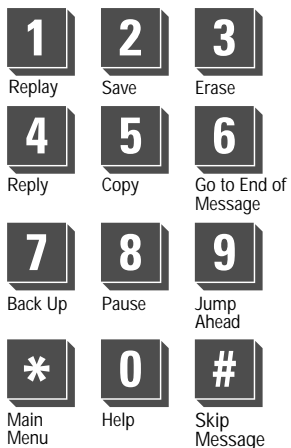 1 2 3
Replay Save Erase
4 5 6
Reply Copy Go to End of
Message
7 8 9
Back Up Pause Jump
Ahead
* 0 #
Main Help Skip
Menu Message